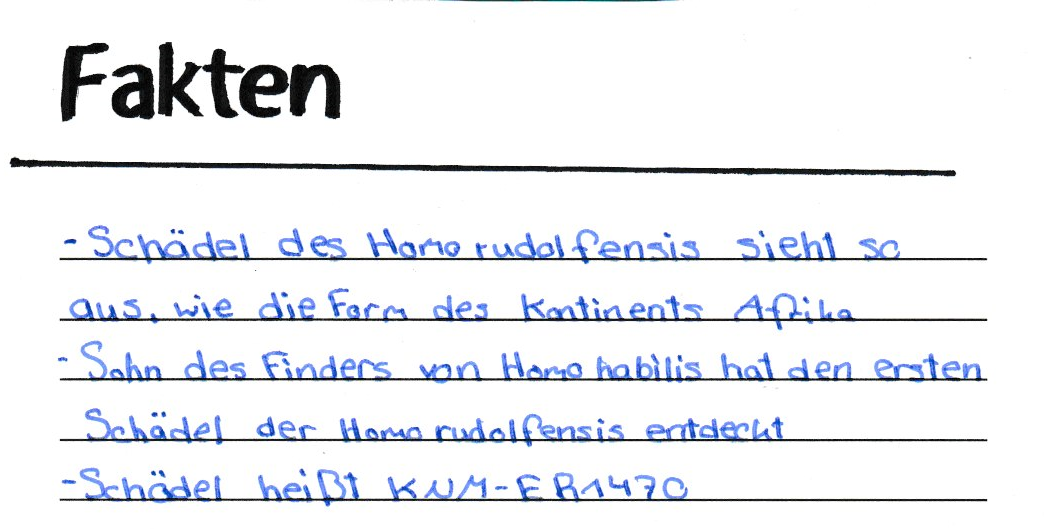 Fakten
- Schädel des Homo rudolfensis sieht so
aus, wie die Form des Kontinents Afrika
- Sohn des Finders von Homo habilis hat den ersten
Schädel der Homo rudolfensis entdeckt
- Schädel heißt KNM-ER1470